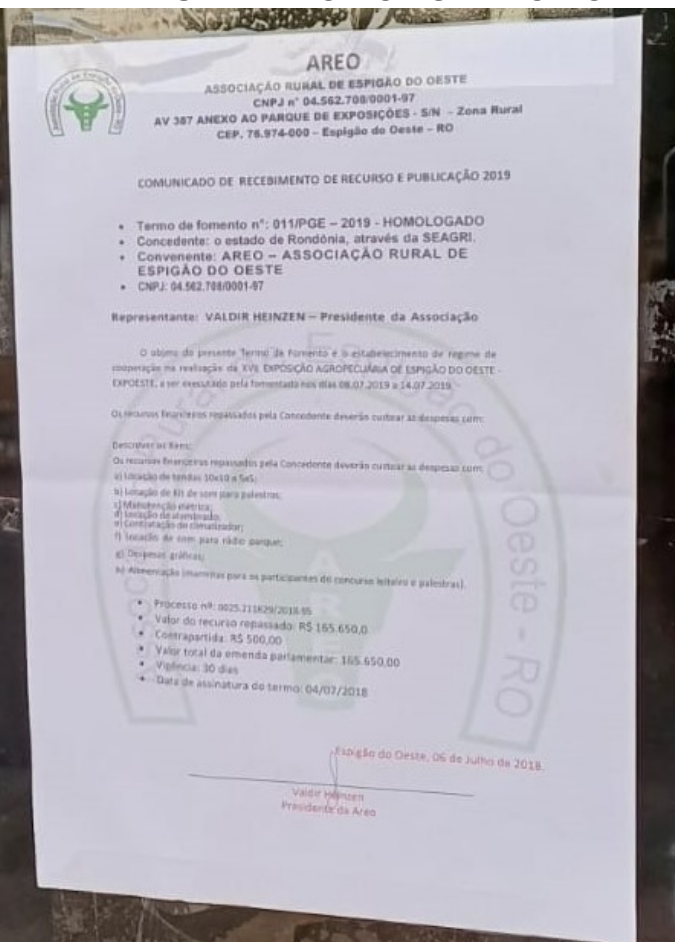 AREO
ASSOCIAÇÃO RURAL DE ESPIGÃO DO OESTE
CNPJ n° 04.562.708/0001-97
AV 387 ANEXO AO PARQUE DE EXPOSIÇÕES - S/N - Zona Rural
CEP. 76.974-000 – Espigão do Oeste – RO
COMUNICADO DE RECEBIMENTO DE RECURSO E PUBLICAÇÃO 2019
• Termo de fomento n°: 011/PGE – 2019 - HOMOLOGADO
• Concedente: o estado de Rondônia, através da SEAGRI.
• Convenente: AREO – ASSOCIAÇÃO RURAL DE
ESPIGÃO DO OESTE
• CNPJ: 04.562.708/0001-97
Representante: VALDIR HEINZEN – Presidente da Associação
O objeto do presente Termo de Fomento e o estabelecimento de regime de
cooperação na realização da XVII EXPOSIÇÃO AGROPECUÁRIA DE ESPIGÃO DO OESTE -
EXPOESTE, a ser executado pela fomentada nos dias 08.07.2019 a 14.07.2019.
Os recursos financeiros repassados pela Concedente deverão custear as despesas com:
Descrever os itens:
Os recursos financeiros repassados pela Concedente deverão custear as despesas com:
a) Locação de tendas 10x10 e 5x5;
b) Locação de Kit de som para palestras;
c) Manutenção elétrica;
d) Locação de alambrado;
e) Contratação de climatizador;
f) Locação de som para rádio parque;
g) Despesas gráficas;
h) Alimentação (marmitas para os participantes do concurso leiteiro e palestras).
• Processo nº: 0025.211629/2018-95
• Valor do recurso repassado: R$ 165.650,0
• Contrapartida: R$ 500,00
• Valor total da emenda parlamentar: 165.650,00
• Vigência: 30 dias
• Data de assinatura do termo: 04/07/2018
Espigão do Oeste, 06 de Julho de 2018.
Valdir Heinzen
Presidente da Areo